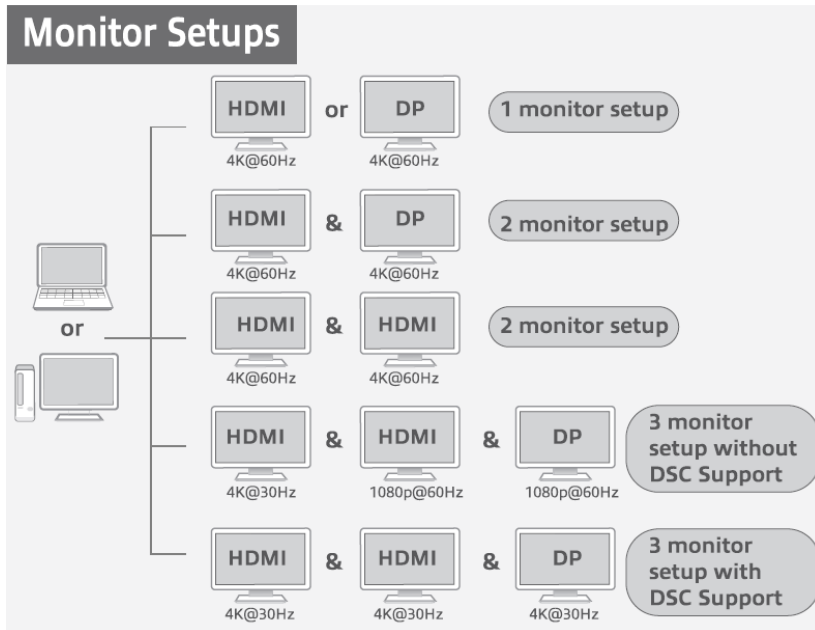 Monitor Setups
HDMI or DP 1 monitor setup
4K@60Hz 4K@60Hz
HDMI & DP 2 monitor setup
4K@60Hz 4K@60Hz
or
HDMI & HDMI 2 monitor setup
4K@60Hz 4K@60Hz
HDMI & HDMI & DP
3 monitor
setup without
DSC Support
4K@30Hz 1080p@60Hz 1080p@60Hz
HDMI & HDMI & DP
3 monitor
setup with
DSC Support
4K@30Hz 4K@30Hz 4K@30Hz